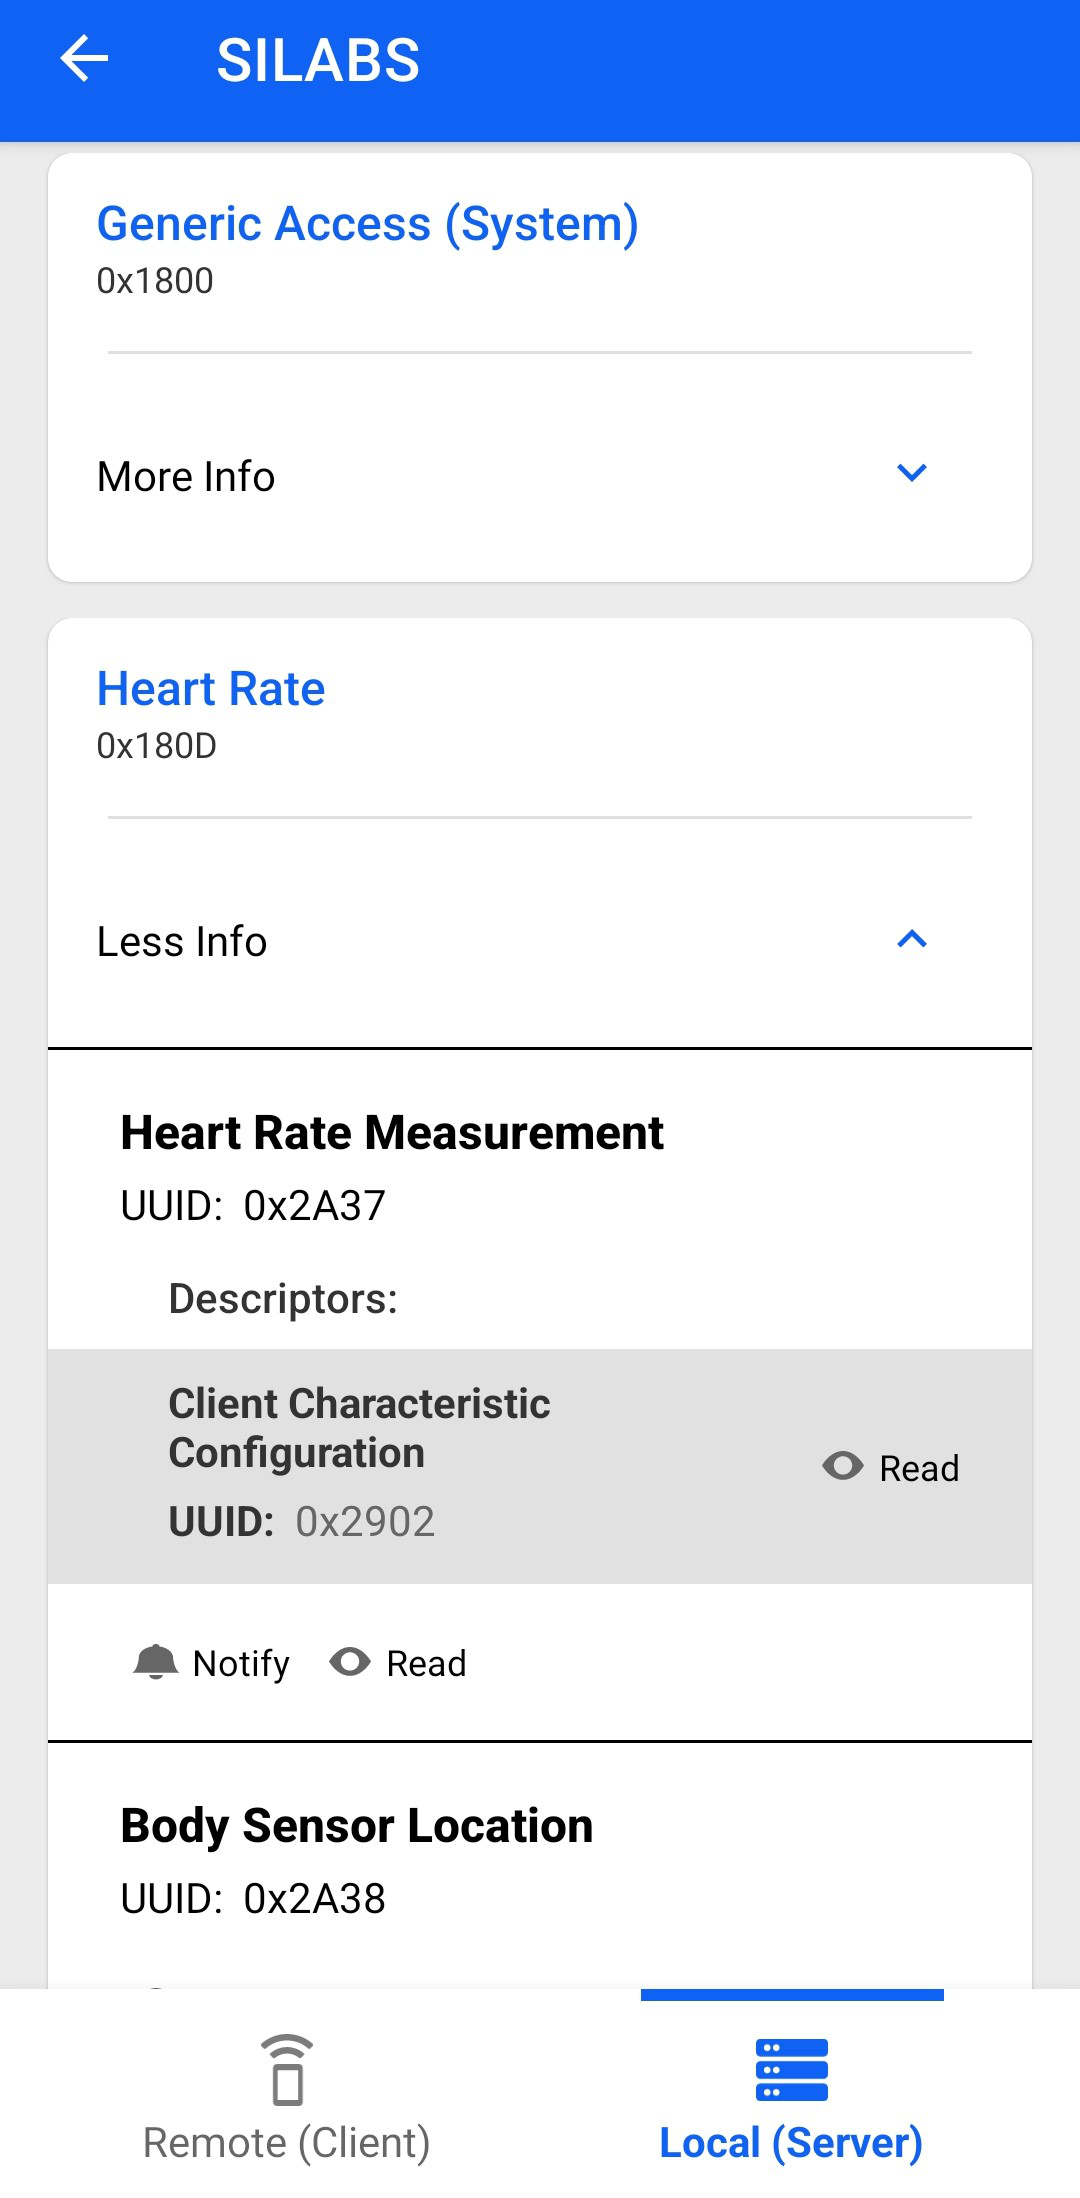 SILABS
Generic Access (System)
0x1800
More Info
Heart Rate
0x180D
Less Info
Heart Rate Measurement
UUID: 0x2A37
Descriptors:
Client Characteristic
Configuration
Read
UUID: 0x2902
Notify Read
Body Sensor Location
UUID: 0x2A38
Remote (Client)
Local (Server)